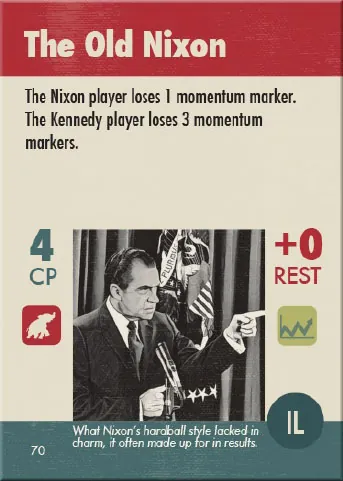 The Old Nixon
The Nixon player loses 1 momentum marker.
The Kennedy player loses 3 momentum
markers.
4
CP
+0
REST
PLURIBUS
What Nixon's hardball style lacked in
charm, it often made up for in results.
IL
70